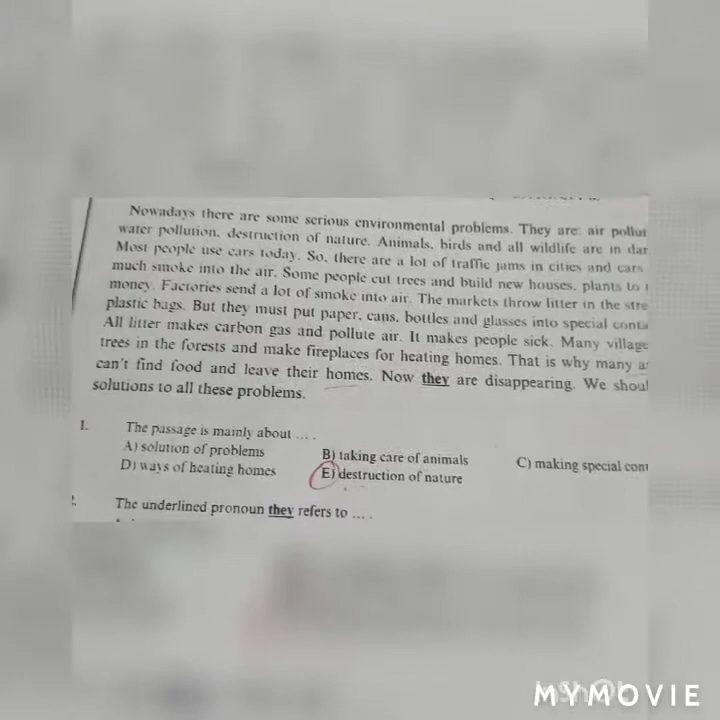 Nowadays there are some serious environmental problems. They are: air pollut
water pollution, destruction of nature. Animals, birds and all wildlife are in dan
Most people use cars today. So, there are a lot of traffic jams in cities and cars
much smoke into the air. Some people cut trees and build new houses, plants to
money. Factories send a lot of smoke into air. The markets throw litter in the stre
plastic bags. But they must put paper, cans, bottles and glasses into special conta
All litter makes carbon gas and pollute air. It makes people sick. Many village
trees in the forests and make fireplaces for heating homes. That is why many a
can't find food and leave their homes. Now they are disappearing. We shoul
solutions to all these problems.
1. The passage is mainly about ... .
A) solution of problems B) taking care of animals C) making special con
D) ways of heating homes E) destruction of nature
2. The underlined pronoun they refers to ... .
MYMOVIE